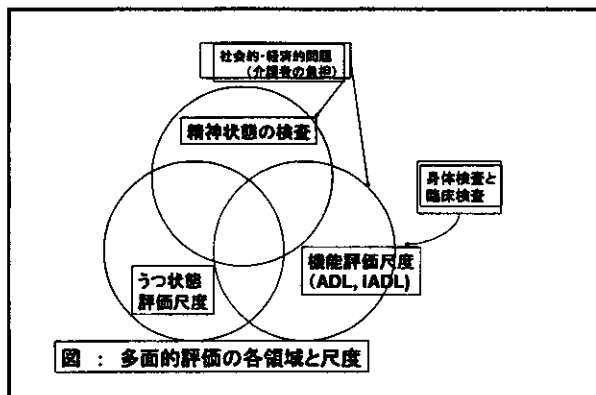 社会的・経済的問題
(介護者の負担)
精神状態の検査
身体検査と
臨床検査
機能評価尺度
(ADL, IADL)
うつ状態
評価尺度
図 : 多面的評価の各領域と尺度